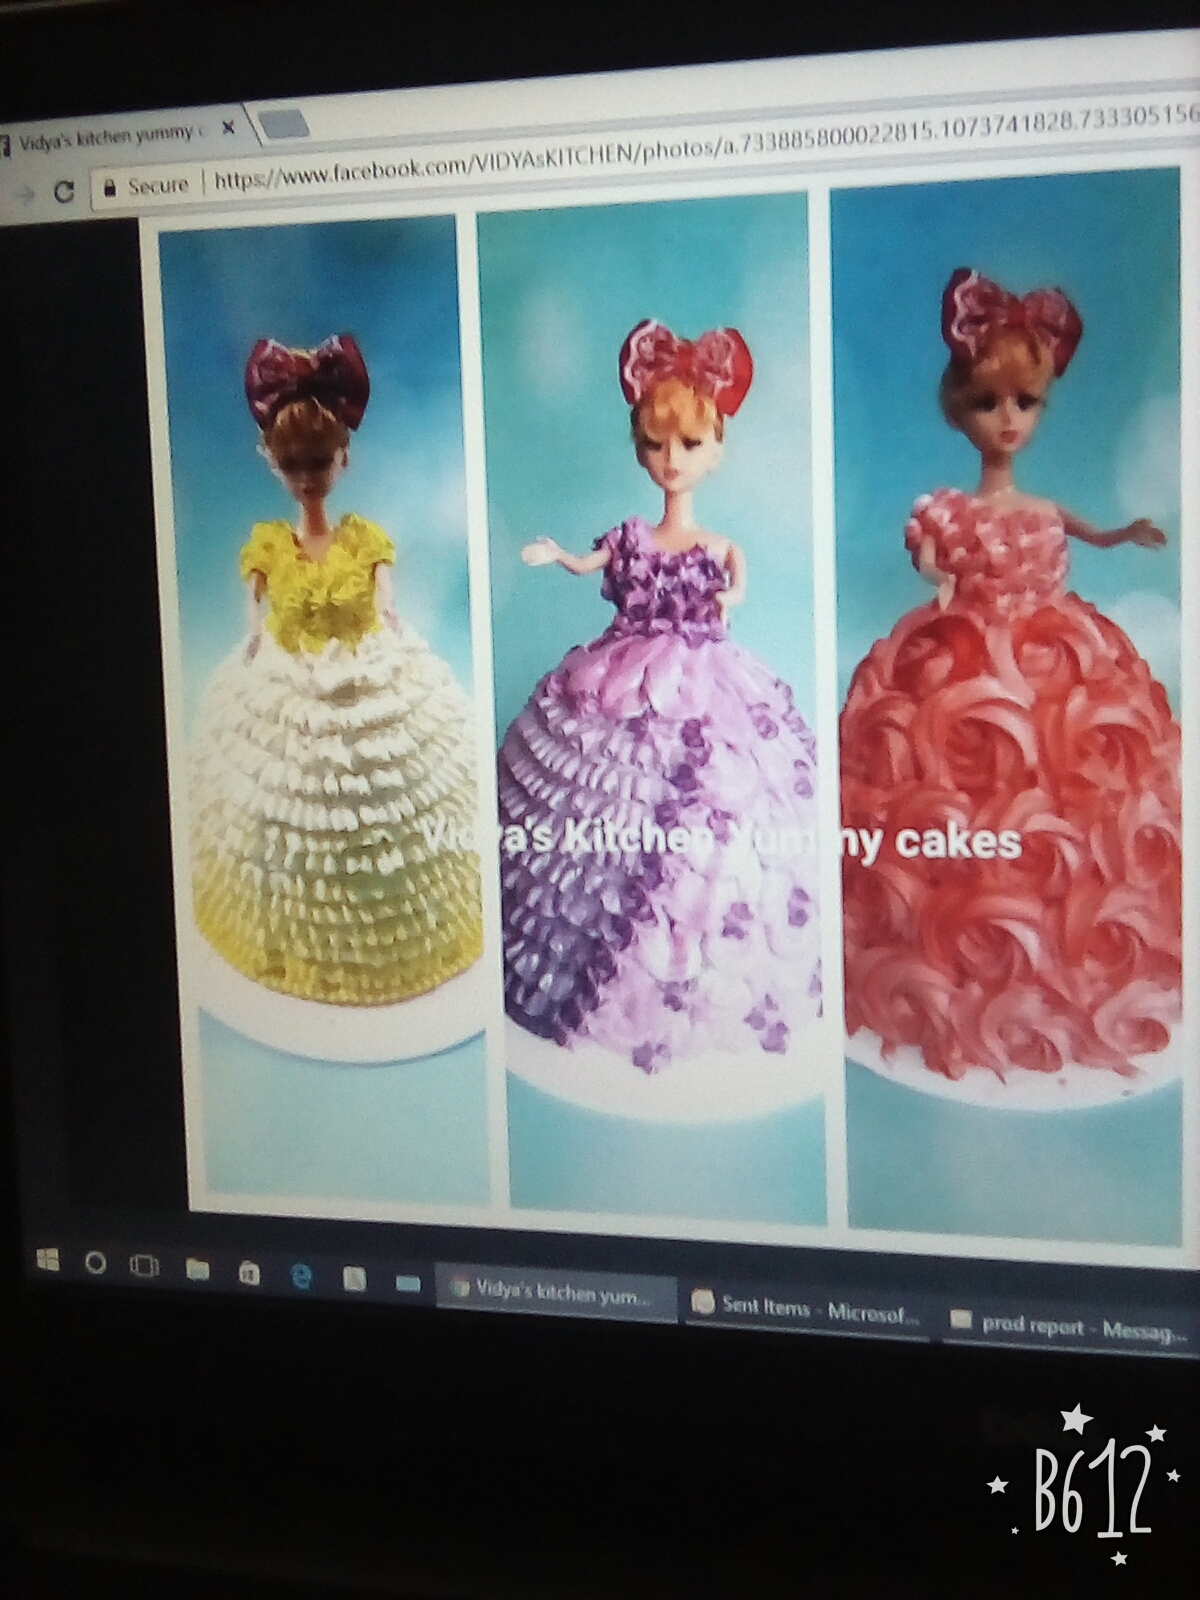 Vidya's kitchen yummy c
Secure | https://www.facebook.com/VIDYAsKITCHEN/photos/a.733885800022815.1073741828.733305156
Vidya's Kitchen Yummy cakes
Vidya's kitchen yum...
Sent Items - Microsof...
prod report - Messag...
B612